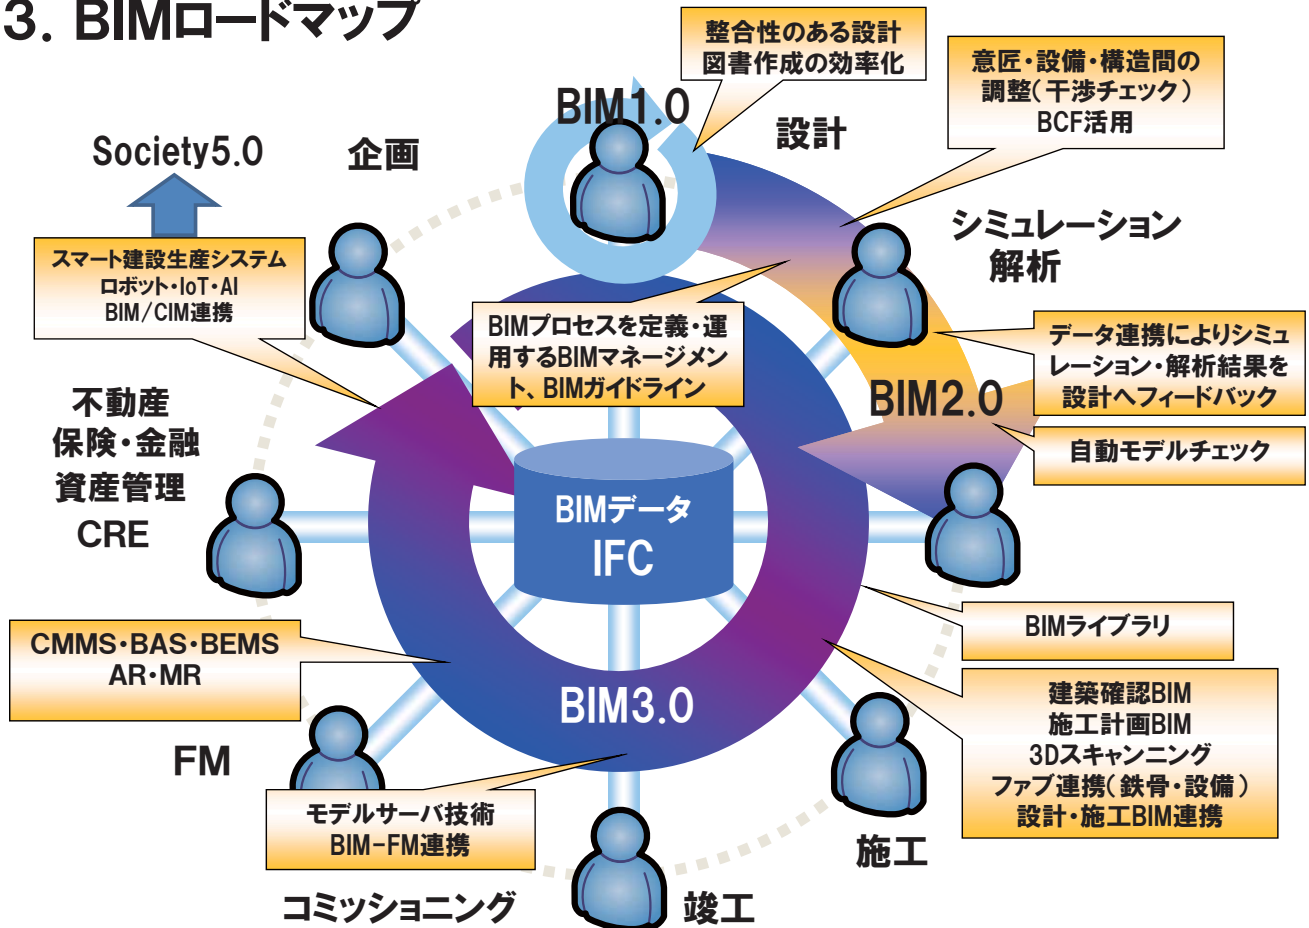 3. BIMロードマップ
整合性のある設計
図書作成の効率化
意匠・設備・構造間の
調整(干渉チェック)
BCF活用
BIM1.0
設計
Society5.0
企画
シミュレーション
解析
スマート建設生産システム
ロボット・IoT・AI
BIM/CIM連携
BIMプロセスを定義・運
用するBIMマネージメン
ト、BIMガイドライン
データ連携によりシミュ
レーション・解析結果を
設計へフィードバック
BIM2.0
自動モデルチェック
不動産
保険・金融
資産管理
CRE
BIMデータ
IFC
BIMライブラリ
CMMS・BAS・BEMS
AR・MR
BIM3.0
建築確認BIM
施工計画BIM
3Dスキャンニング
ファブ連携(鉄骨・設備)
設計・施工BIM連携
FM
モデルサーバ技術
BIM-FM連携
施工
コミッショニング
竣工